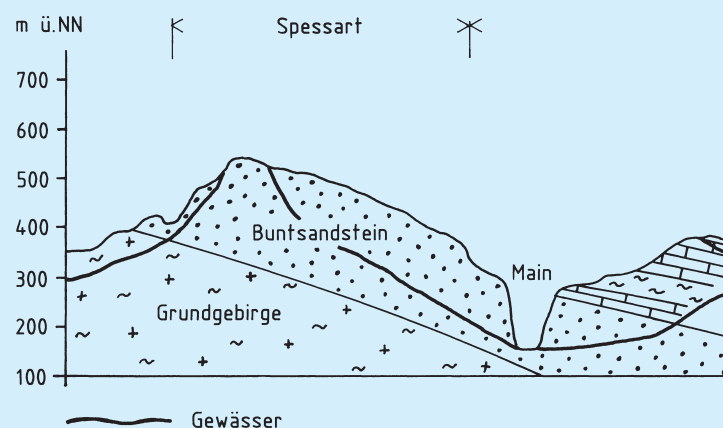 m ü.NN
Spessart
700
600
500
400
300
200
100
Buntsandstein
Main
Grundgebirge
Gewässer